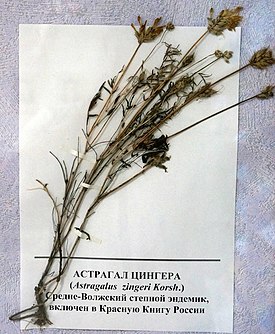 АСТРАГАЛ ЦИНГЕРА
(Astragalus zingeri Korsh.)
Средне-Волжский степной эндемик,
включен в Красную Книгу России